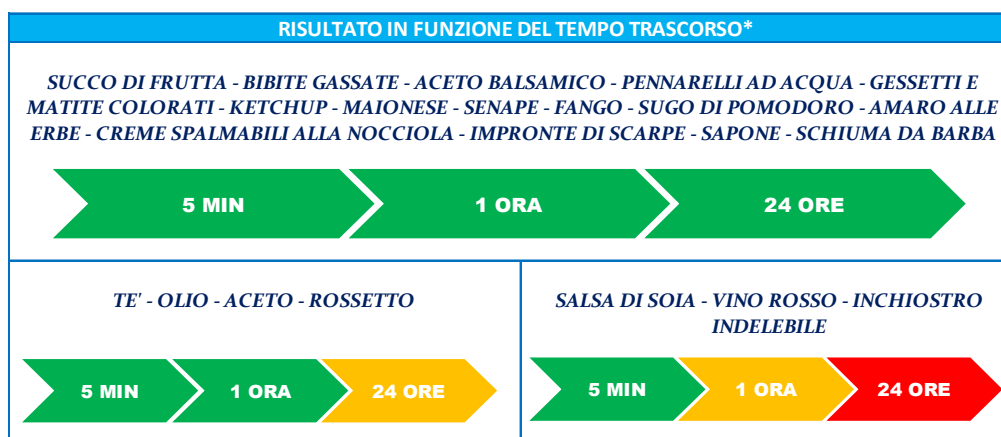 RISULTATO IN FUNZIONE DEL TEMPO TRASCORSO*
SUCCO DI FRUTTA - BIBITE GASSATE - ACETO BALSAMICO - PENNARELLI AD ACQUA - GESSETTI E
MATITE COLORATI - KETCHUP - MAIONESE - SENAPE - FANGO - SUGO DI POMODORO - AMARO ALLE
ERBE - CREME SPALMABILI ALLA NOCCIOLA - IMPRONTE DI SCARPE - SAPONE - SCHIUMA DA BARBA
5 MIN 1 ORA 24 ORE
TE' - OLIO - ACETO - ROSSETTO
5 MIN 1 ORA 24 ORE
SALSA DI SOIA - VINO ROSSO - INCHIOSTRO
INDELEBILE
5 MIN 1 ORA 24 ORE